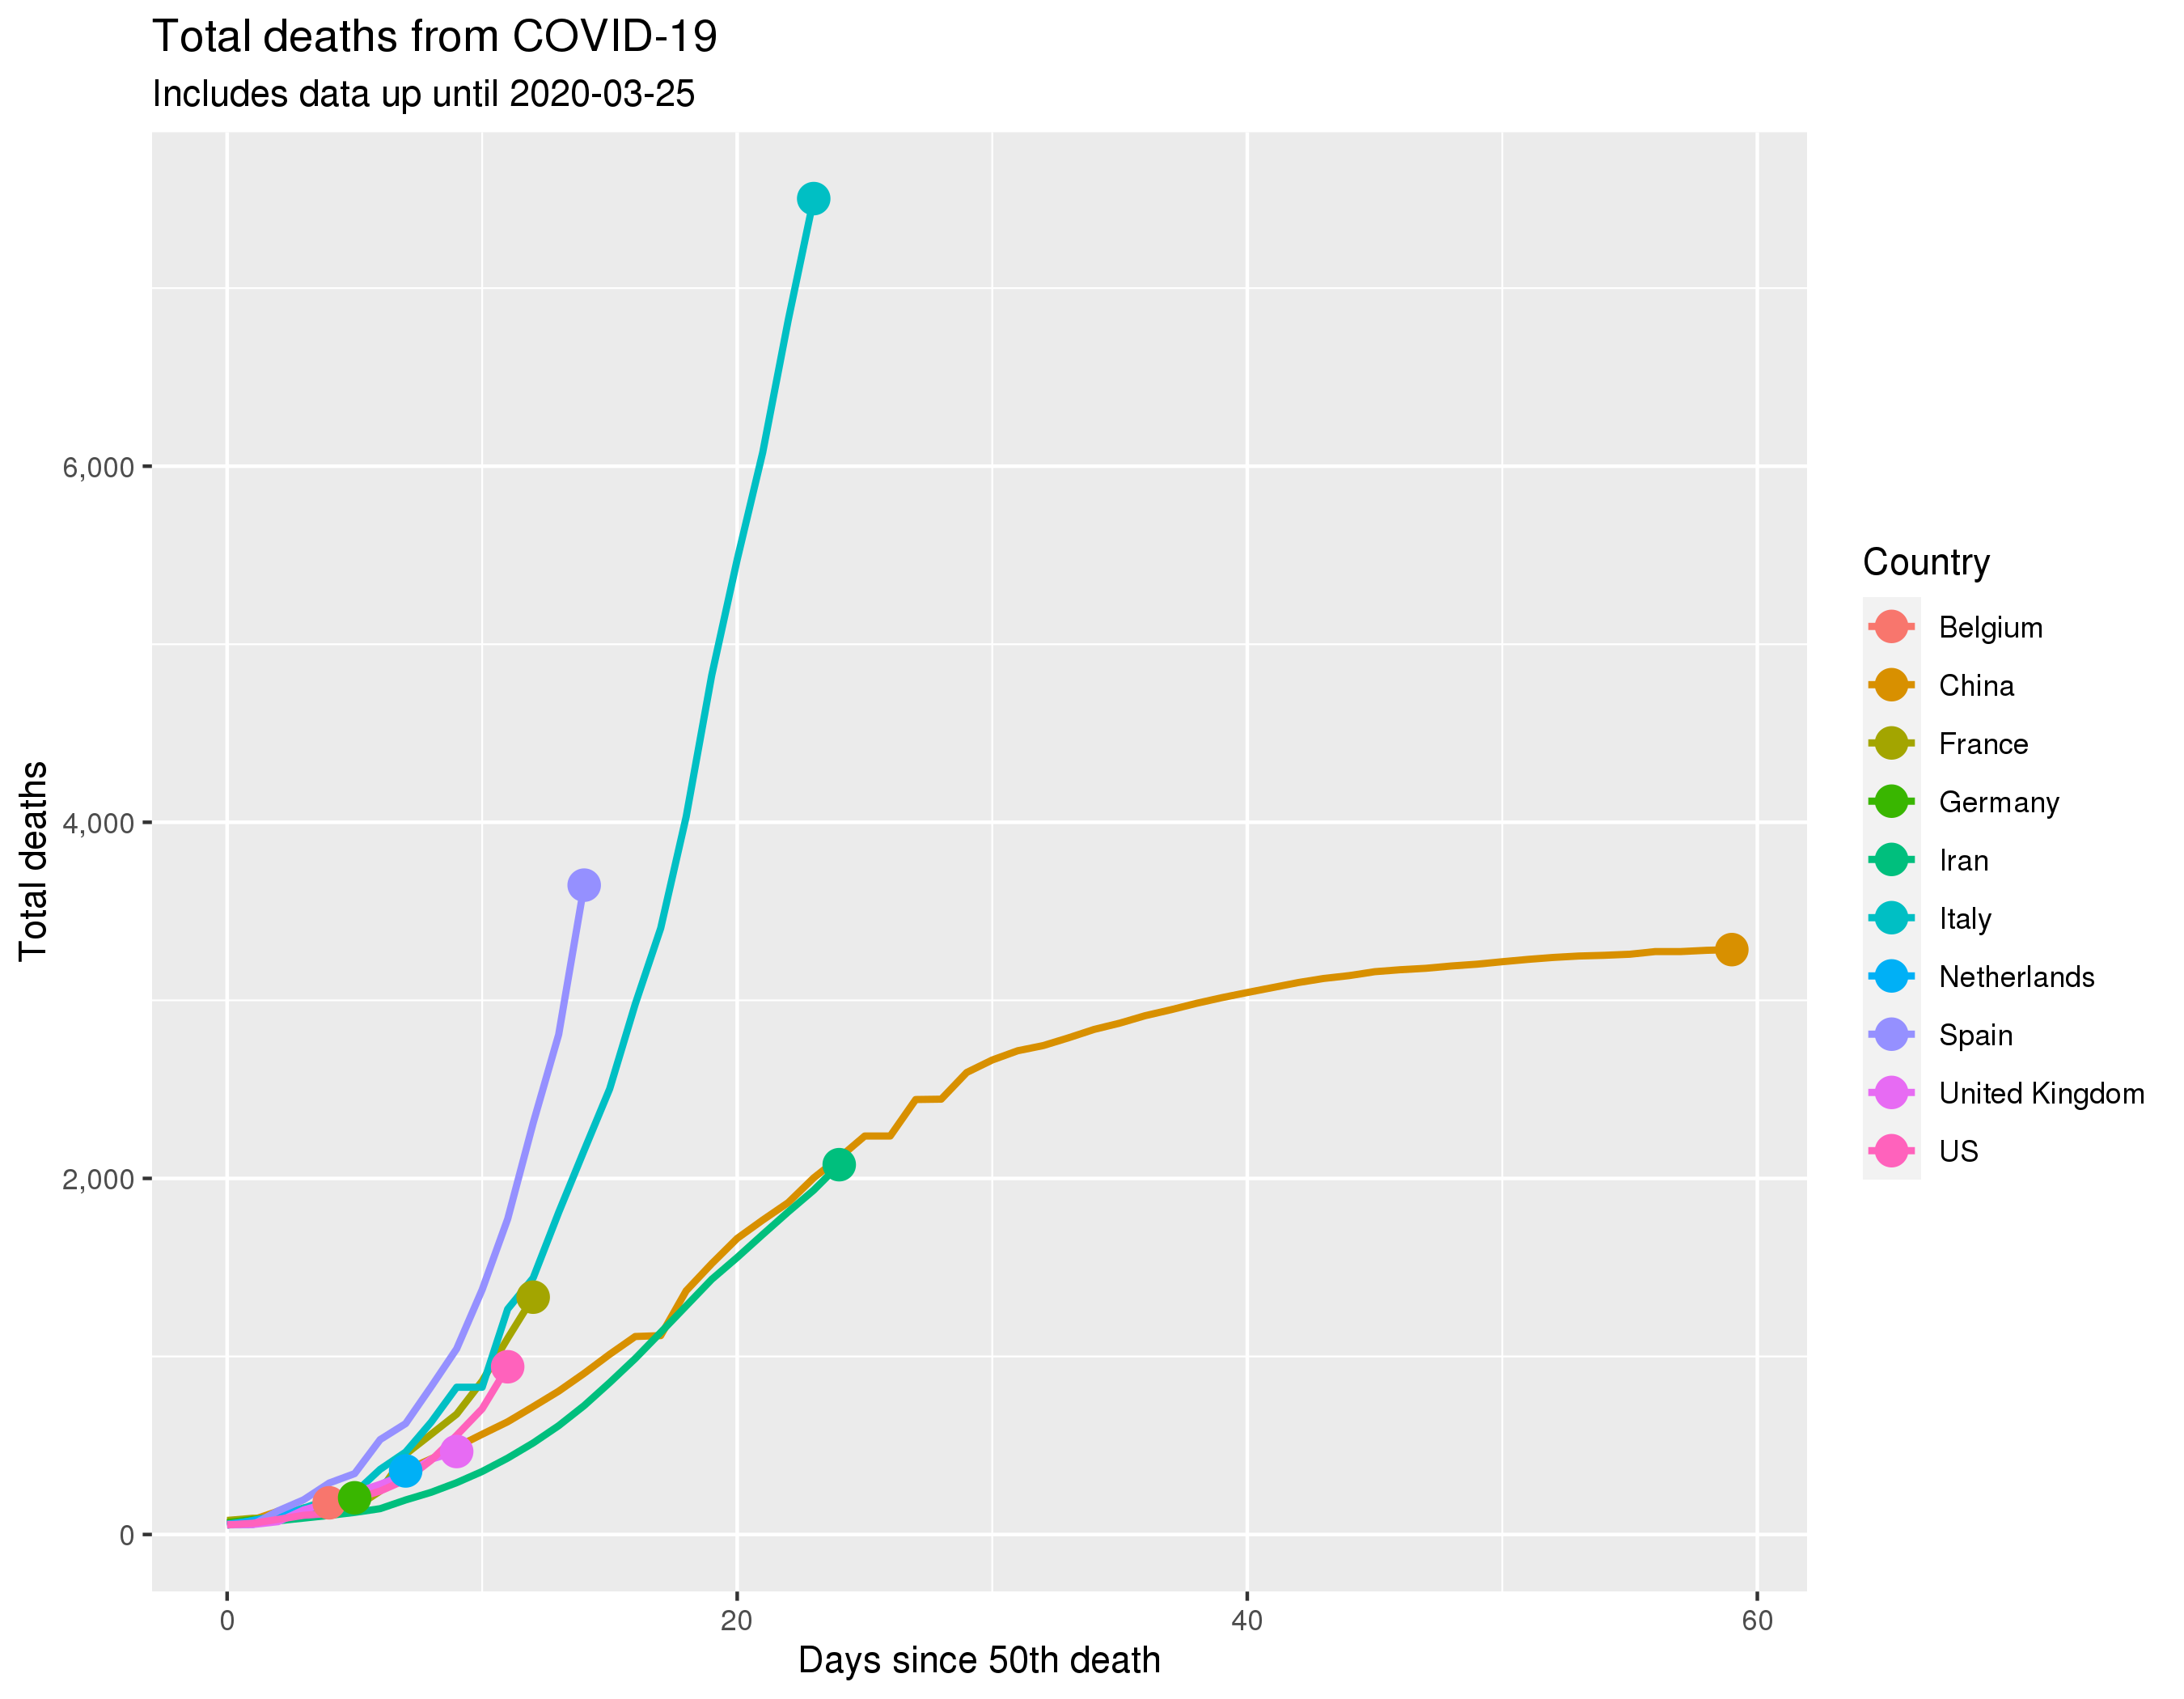 Total deaths from COVID-19
Includes data up until 2020-03-25
Total deaths
6,000
4,000
2,000
0
0
20
40
60
Days since 50th death
Country
Belgium
China
France
Germany
Iran
Italy
Netherlands
Spain
United Kingdom
US